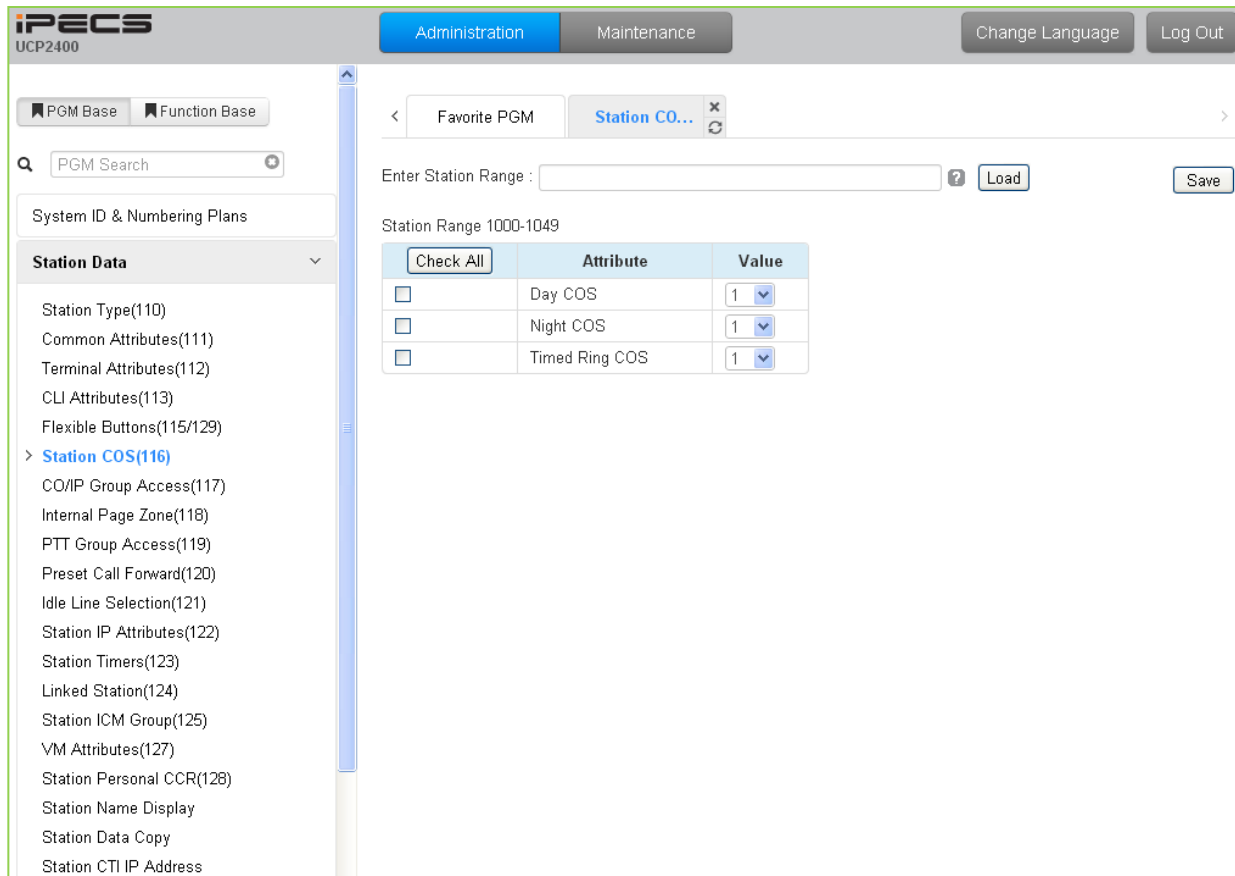 iPECS
UCP2400
Administration Maintenance Change Language Log Out
PGM Base Function Base
PGM Search
System ID & Numbering Plans
Station Data
Station Type(110)
Common Attributes(111)
Terminal Attributes(112)
CLI Attributes(113)
Flexible Buttons(115/129)
> Station COS(116)
CO/IP Group Access(117)
Internal Page Zone(118)
PTT Group Access(119)
Preset Call Forward(120)
Idle Line Selection(121)
Station IP Attributes(122)
Station Timers(123)
Linked Station(124)
Station ICM Group(125)
VM Attributes(127)
Station Personal CCR(128)
Station Name Display
Station Data Copy
Station CTI IP Address
< Favorite PGM Station CO... >
Enter Station Range : ? Load Save
Station Range 1000-1049
Check All Attribute Value
Day COS 1
Night COS 1
Timed Ring COS 1